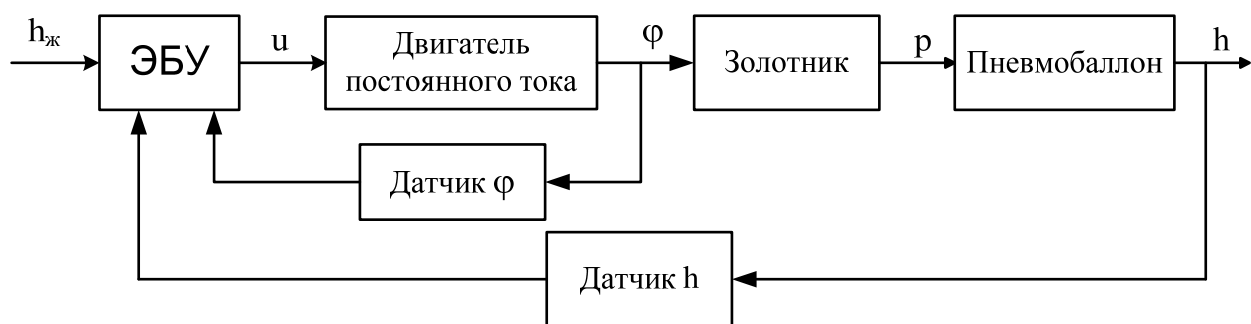 hж
ЭБУ
u
Двигатель
постоянного тока
φ
Золотник
p
Пневмобаллон
h
Датчик φ
Датчик h